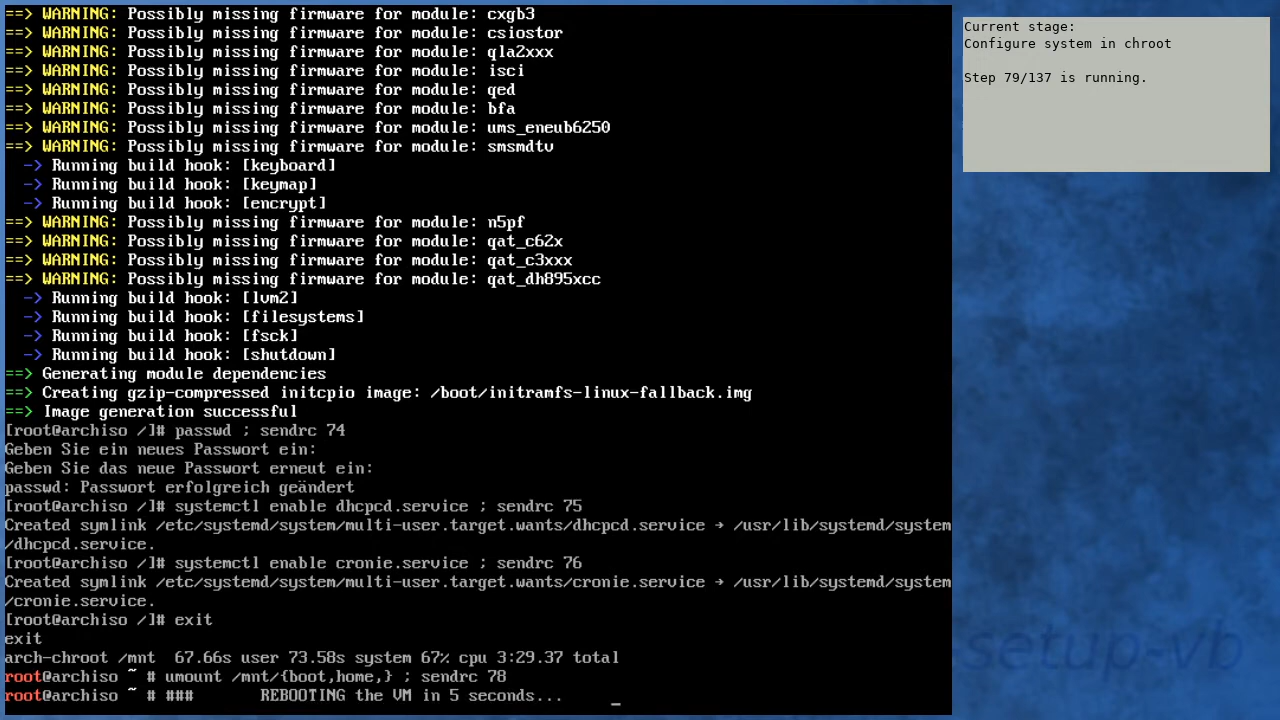 ==> WARNING: Possibly missing firmware for module: cxgb3
==> WARNING: Possibly missing firmware for module: csiostor
==> WARNING: Possibly missing firmware for module: qla2xxx
==> WARNING: Possibly missing firmware for module: isci
==> WARNING: Possibly missing firmware for module: qed
==> WARNING: Possibly missing firmware for module: bfa
==> WARNING: Possibly missing firmware for module: ums_eneub6250
==> WARNING: Possibly missing firmware for module: smsmdtv
  -> Running build hook: [keyboard]
  -> Running build hook: [keymap]
  -> Running build hook: [encrypt]
==> WARNING: Possibly missing firmware for module: n5pf
==> WARNING: Possibly missing firmware for module: qat_c62x
==> WARNING: Possibly missing firmware for module: qat_c3xxx
==> WARNING: Possibly missing firmware for module: qat_dh895xcc
  -> Running build hook: [lvm2]
  -> Running build hook: [filesystems]
  -> Running build hook: [fsck]
  -> Running build hook: [shutdown]
==> Generating module dependencies
==> Creating gzip-compressed initcpio image: /boot/initramfs-linux-fallback.img
==> Image generation successful
[root@archiso /]# passwd ; sendrc 74
Geben Sie ein neues Passwort ein:
Geben Sie das neue Passwort erneut ein:
passwd: Passwort erfolgreich geändert
[root@archiso /]# systemctl enable dhcpcd.service ; sendrc 75
Created symlink /etc/systemd/system/multi-user.target.wants/dhcpcd.service → /usr/lib/systemd/system
/dhcpcd.service.
[root@archiso /]# systemctl enable cronie.service ; sendrc 76
Created symlink /etc/systemd/system/multi-user.target.wants/cronie.service → /usr/lib/systemd/system
/cronie.service.
[root@archiso /]# exit
exit
arch-chroot /mnt  67.66s user 73.58s system 67% cpu 3:29.37 total
root@archiso ~ # umount /mnt/{boot,home,} ; sendrc 78
root@archiso ~ # ###       REBOOTING the VM in 5 seconds...      _
Current stage:
Configure system in chroot
Step 79/137 is running.
setup-vb